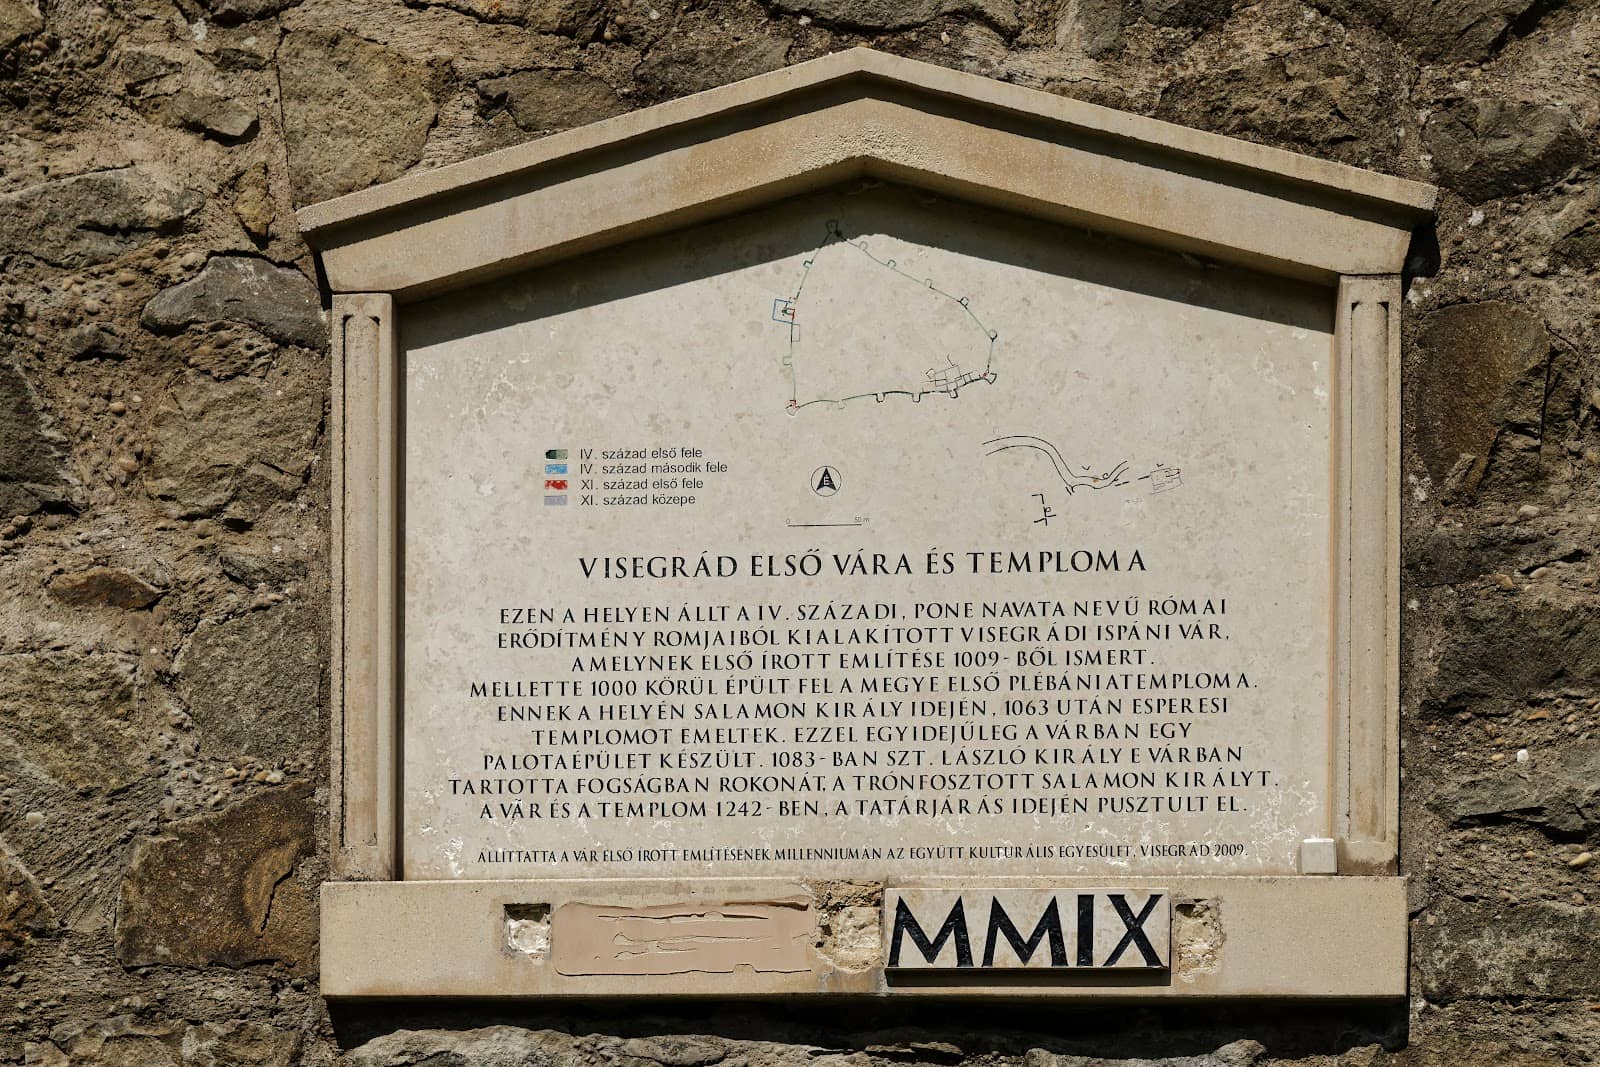 IV. század első fele
IV. század második fele
XI. század első fele
XI. század közepe
0 50 m
VISEGRÁD ELSŐ VÁRA ÉS TEMPLOMA
EZEN A HELYEN ÁLLT A IV. SZÁZADI, PONE NAVATA NEVŰ RÓMAI
ERŐDÍTMÉNY ROMJAIBÓL KIALAKÍTOTT VISEGRÁDI ISPÁNI VÁR,
AMELYNEK ELSŐ ÍROTT EMLÍTÉSE 1009-BŐL ISMERT.
MELLETTE 1000 KÖRÜL ÉPÜLT FEL A MEGYE ELSŐ PLÉBÁNIATEMPLOMA.
ENNEK A HELYÉN SALAMON KIRÁLY IDEJÉN, 1063 UTÁN ESPERESI
TEMPLOMOT EMELTEK. EZZEL EGYIDEJŰLEG A VÁRBAN EGY
PALOTAÉPÜLET KÉSZÜLT. 1083-BAN SZT. LÁSZLÓ KIRÁLY E VÁRBAN
TARTOTTA FOGSÁGBAN ROKONÁT, A TRÓNFOSZTOTT SALAMON KIRÁLYT.
A VÁR ÉS A TEMPLOM 1242-BEN, A TATÁRJÁRÁS IDEJÉN PUSZTULT EL.
ÁLLÍTTATTA A VÁR ELSŐ ÍROTT EMLÍTÉSÉNEK MILLENNIUMÁN AZ EGYÜTT KULTURÁLIS EGYESÜLET, VISEGRÁD 2009.
MMIX